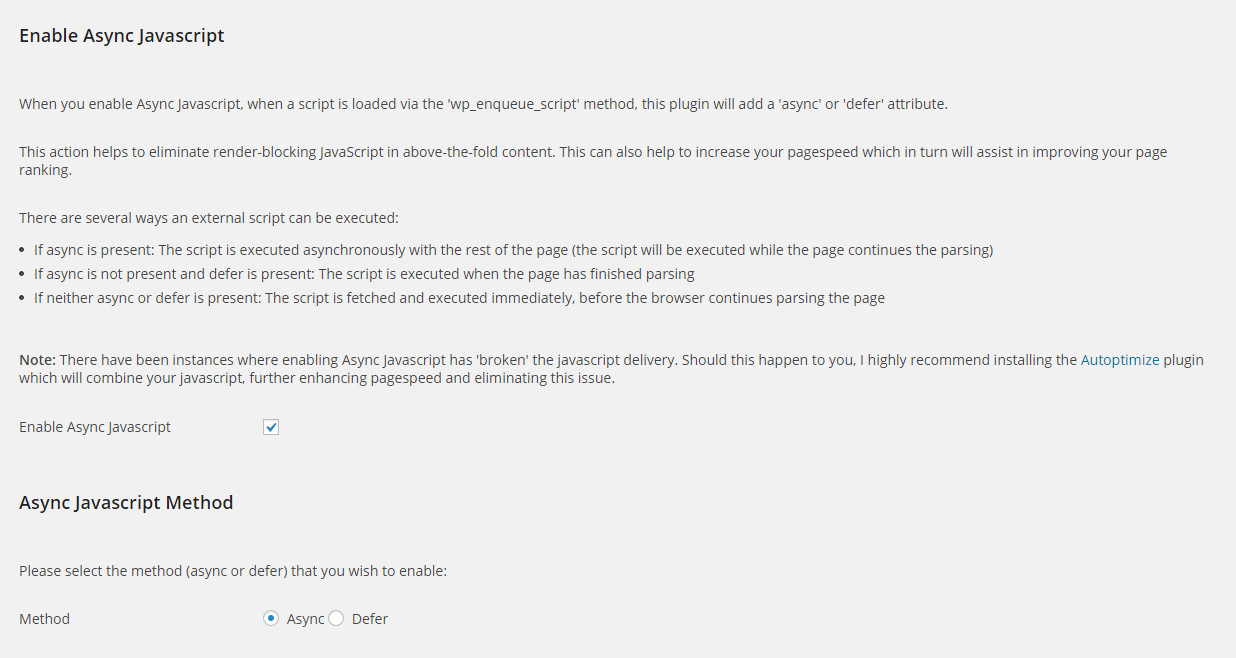 Enable Async Javascript
When you enable Async Javascript, when a script is loaded via the 'wp_enqueue_script' method, this plugin will add a 'async' or 'defer' attribute.
This action helps to eliminate render-blocking JavaScript in above-the-fold content. This can also help to increase your pagespeed which in turn will assist in improving your page
ranking.
There are several ways an external script can be executed:
• If async is present: The script is executed asynchronously with the rest of the page (the script will be executed while the page continues the parsing)
• If async is not present and defer is present: The script is executed when the page has finished parsing
• If neither async or defer is present: The script is fetched and executed immediately, before the browser continues parsing the page
Note: There have been instances where enabling Async Javascript has 'broken' the javascript delivery. Should this happen to you, I highly recommend installing the Autoptimize plugin
which will combine your javascript, further enhancing pagespeed and eliminating this issue.
Enable Async Javascript
Async Javascript Method
Please select the method (async or defer) that you wish to enable:
Method Async Defer